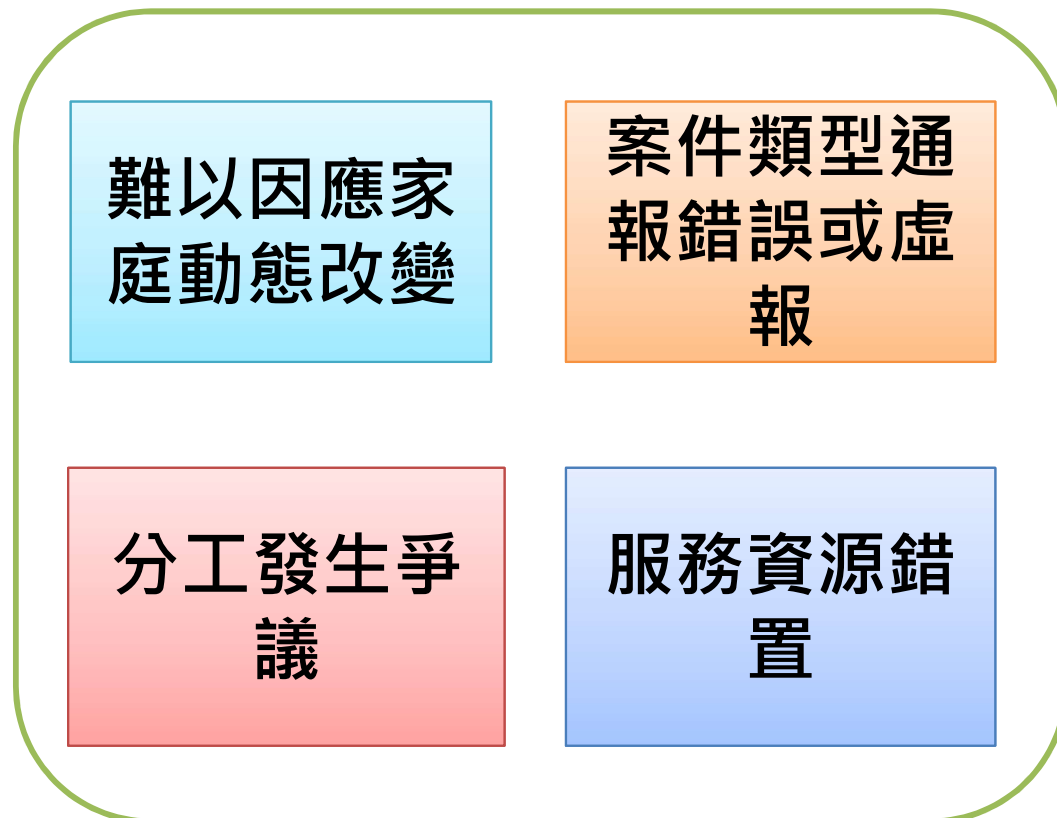 難以因應家
庭動態改變
案件類型通
報錯誤或虛
報
分工發生爭
議
服務資源錯
置